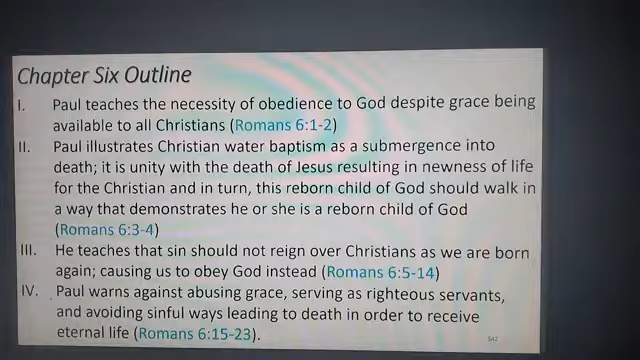 Chapter Six Outline
I. Paul teaches the necessity of obedience to God despite grace being
available to all Christians (Romans 6:1-2)
II. Paul illustrates Christian water baptism as a submergence into
death; it is unity with the death of Jesus resulting in newness of life
for the Christian and in turn, this reborn child of God should walk in
a way that demonstrates he or she is a reborn child of God
(Romans 6:3-4)
III. He teaches that sin should not reign over Christians as we are born
again; causing us to obey God instead (Romans 6:5-14)
IV. Paul warns against abusing grace, serving as righteous servants,
and avoiding sinful ways leading to death in order to receive
eternal life (Romans 6:15-23).